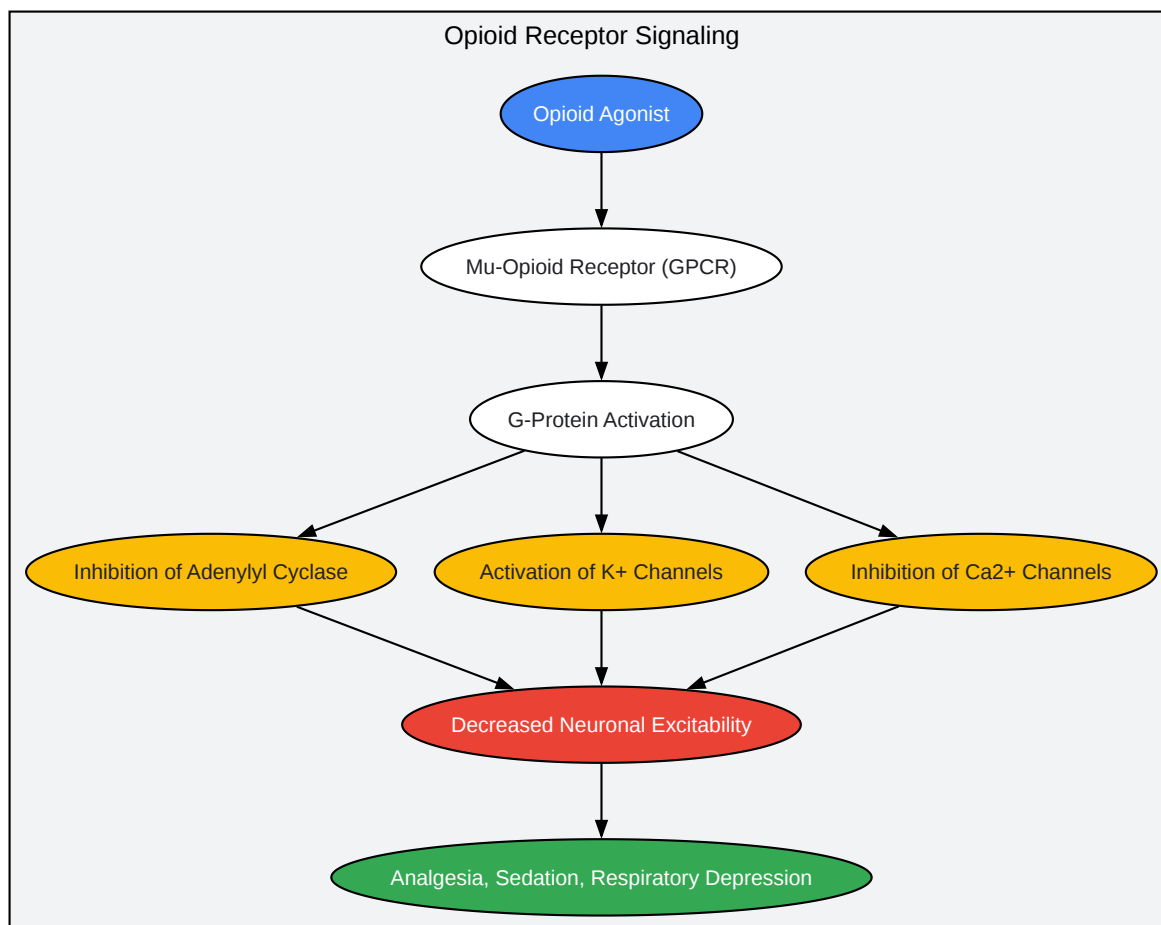 Opioid Receptor Signaling
Opioid Agonist
Mu-Opioid Receptor (GPCR)
G-Protein Activation
Inhibition of Adenylyl Cyclase
Activation of K+ Channels
Inhibition of Ca2+ Channels
Decreased Neuronal Excitability
Analgesia, Sedation, Respiratory Depression